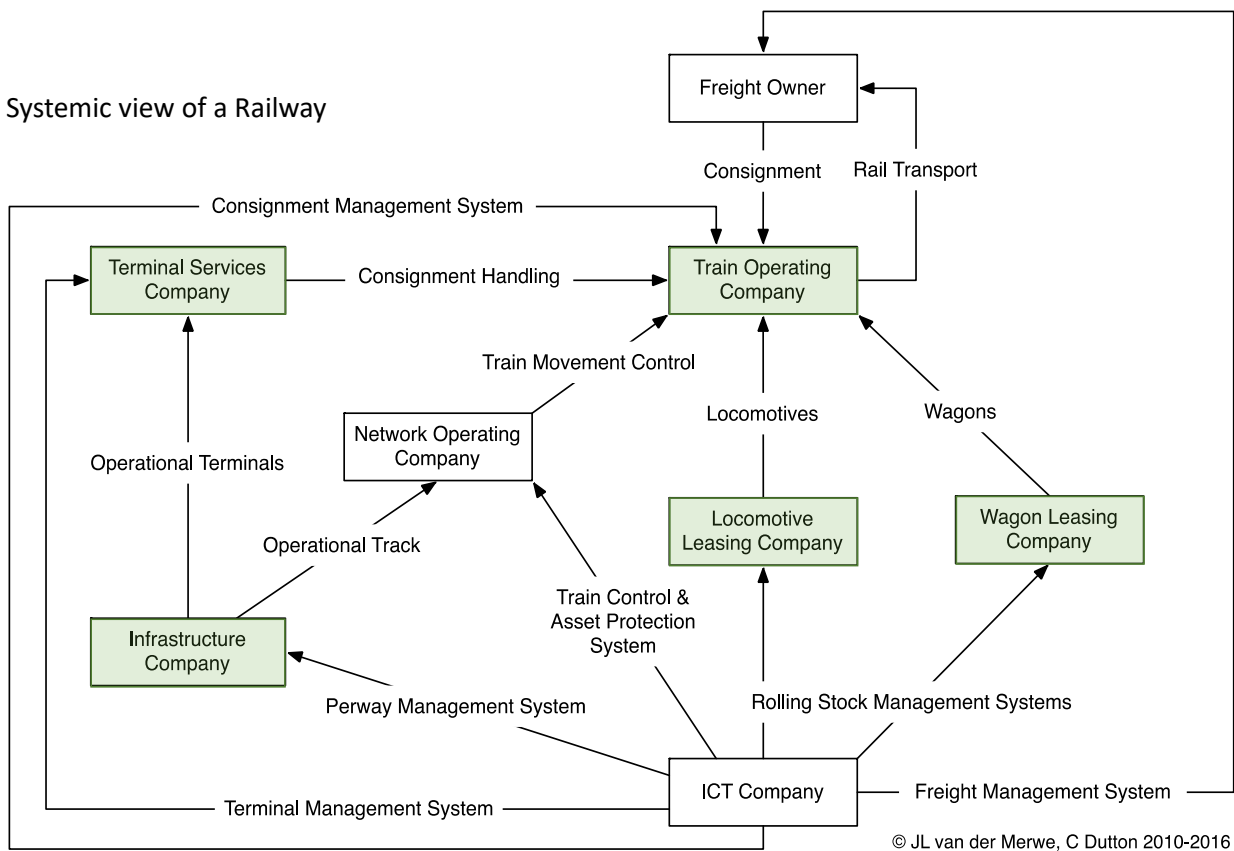 Freight Owner
Systemic view of a Railway
Consignment
Rail Transport
Consignment Management System
Terminal Services
Company
Consignment Handling
Train Operating
Company
Train Movement Control
Locomotives
Wagons
Network Operating
Company
Operational Terminals
Locomotive
Leasing Company
Wagon Leasing
Company
Operational Track
Train Control &
Asset Protection
System
Infrastructure
Company
Perway Management System
Rolling Stock Management Systems
ICT Company
Freight Management System
Terminal Management System
© JL van der Merwe, C Dutton 2010-2016